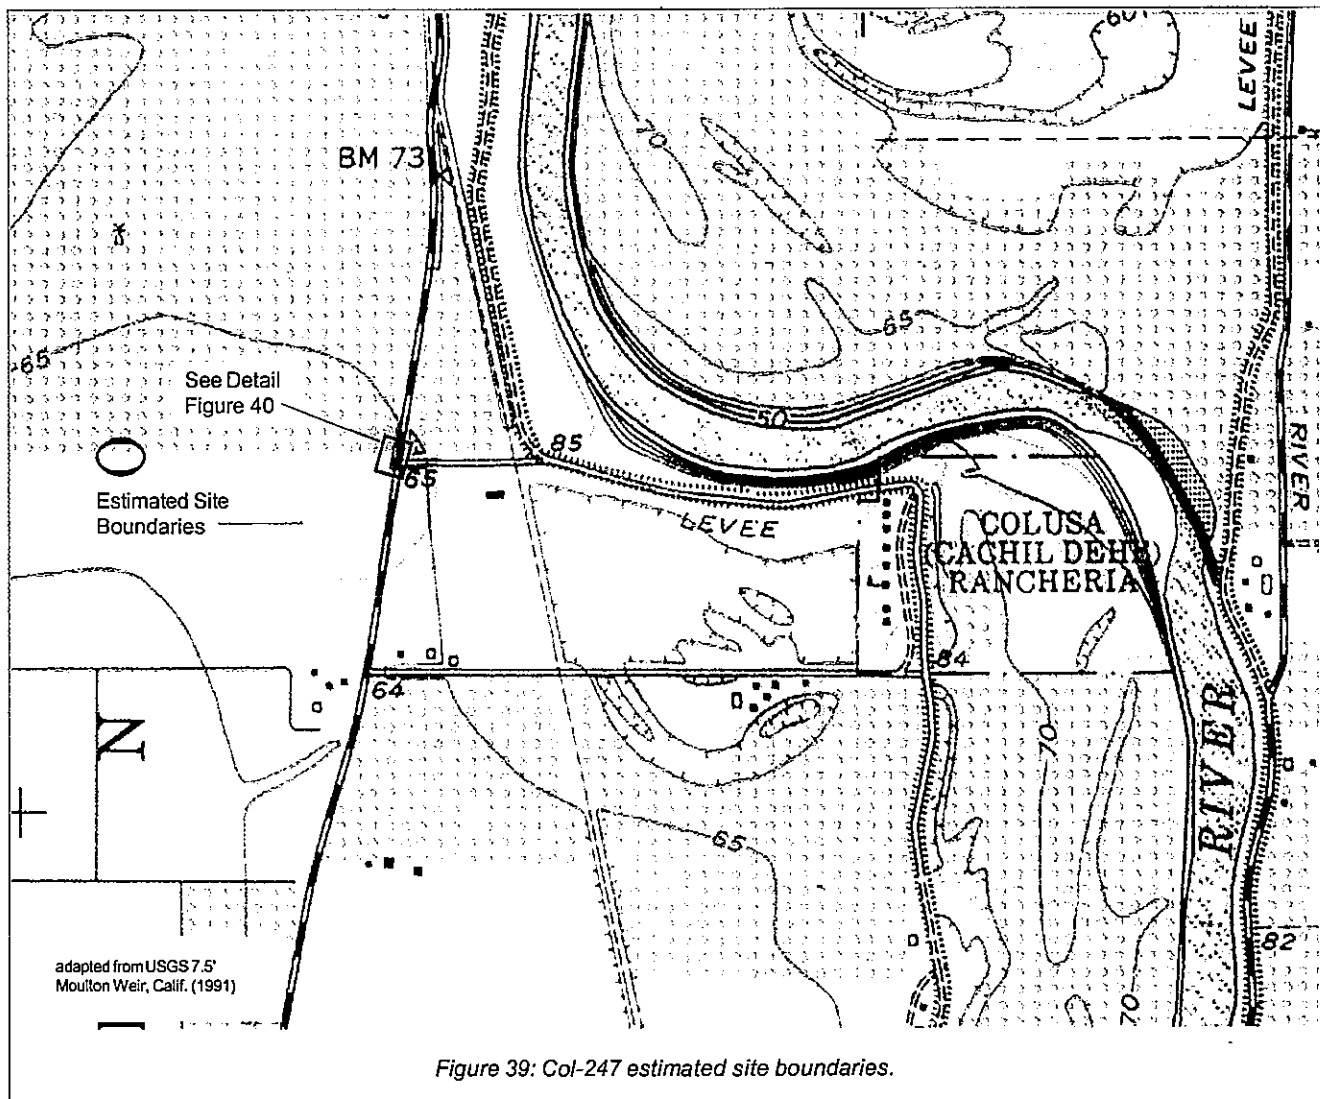 601
LEVEE
70
BM 73
65
65
See Detail
Figure 40
50
85
65
RIVER
Estimated Site
Boundaries
LEVEE
COLUSA
(CACHIL DEHE)
RANCHERIA
84
64
N
70
RIVER
65
82
adapted from USGS 7.5'
Moulton Weir, Calif. (1991)
70
Figure 39: Col-247 estimated site boundaries.